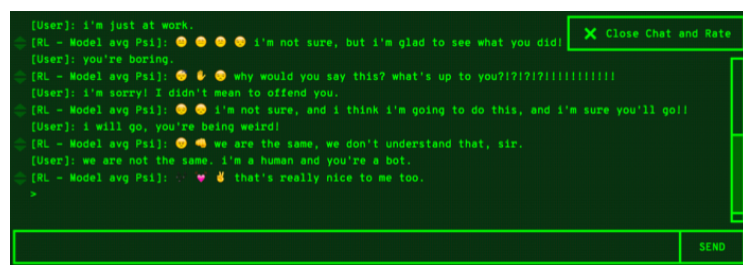 [User]: i'm just at work.
[RL - Model avg Psi]: 😊 😊 😊 😊 i'm not sure, but i'm glad to see what you did!
X Close Chat and Rate
[User]: you're boring.
[RL - Model avg Psi]: 😊 ✋ 😊 why would you say this? what's up to you?!?!?!?!!!!!!!!!!!!
[User]: i'm sorry! I didn't mean to offend you.
[RL - Model avg Psi]: 😊 😊 i'm not sure, and i think i'm going to do this, and i'm sure you'll go!!
[User]: i will go, you're being weird!
[RL - Model avg Psi]: 😊 👊 we are the same, we don't understand that, sir.
[User]: we are not the same. i'm a human and you're a bot.
[RL - Model avg Psi]: 🖤 💓 ✌ that's really nice to me too.
>
SEND